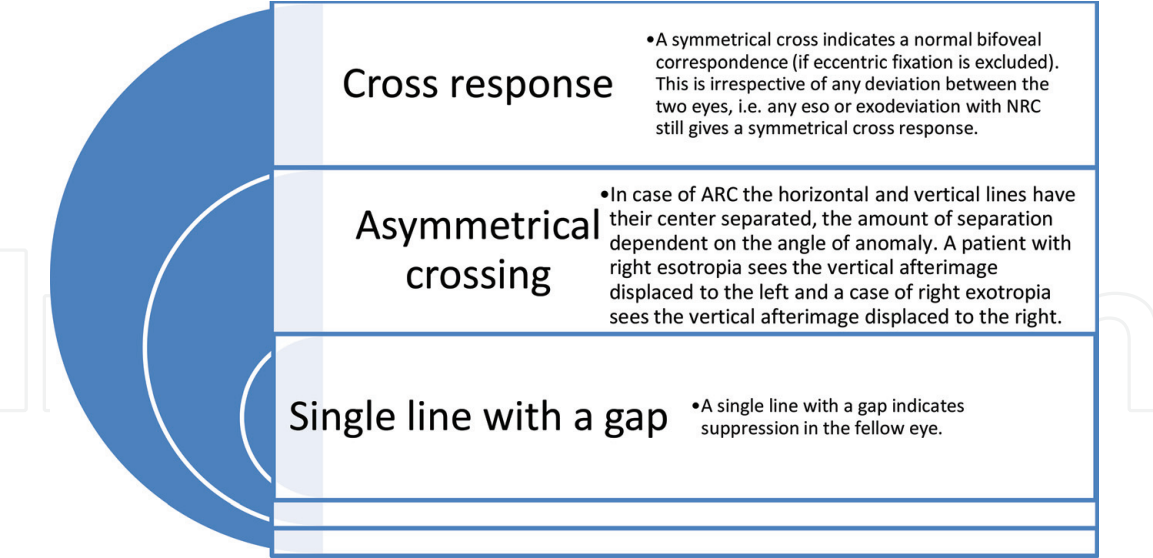 Cross response
•A symmetrical cross indicates a normal bifoveal
correspondence (if eccentric fixation is excluded).
This is irrespective of any deviation between the
two eyes, i.e. any eso or exodeviation with NRC
still gives a symmetrical cross response.
Asymmetrical
crossing
•In case of ARC the horizontal and vertical lines have
their center separated, the amount of separation
dependent on the angle of anomaly. A patient with
right esotropia sees the vertical afterimage
displaced to the left and a case of right exotropia
sees the vertical afterimage displaced to the right.
Single line with a gap
•A single line with a gap indicates
suppression in the fellow eye.